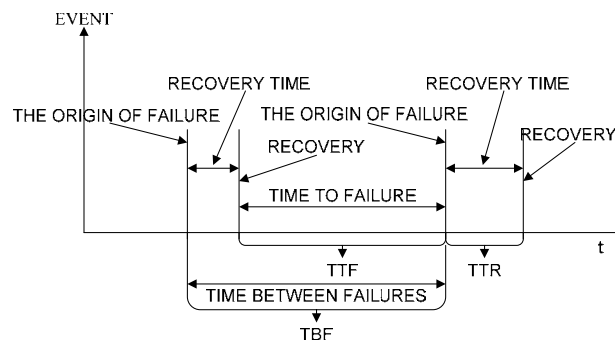 EVENT
RECOVERY TIME
RECOVERY TIME
THE ORIGIN OF FAILURE
THE ORIGIN OF FAILURE
RECOVERY
RECOVERY
TIME TO FAILURE
t
TTF
TTR
TIME BETWEEN FAILURES
TBF